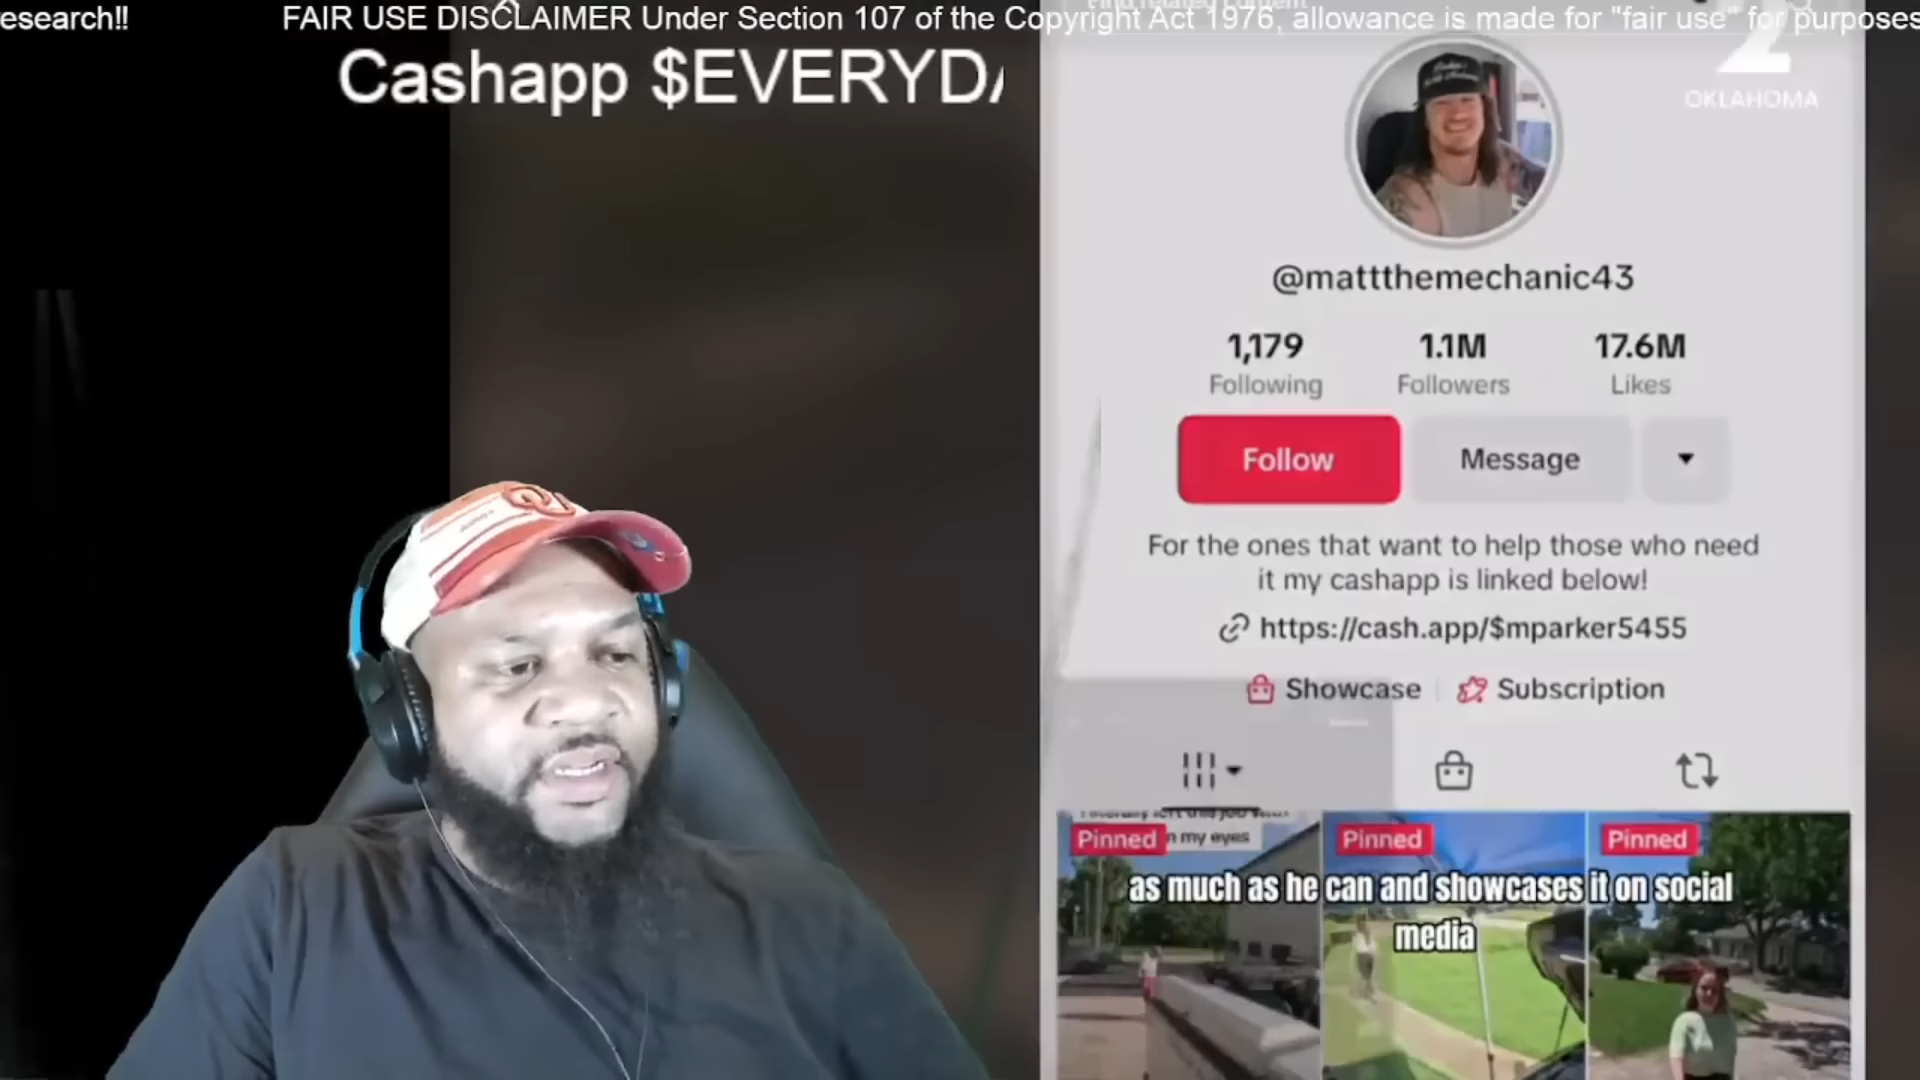 esearch!!
FAIR USE DISCLAIMER Under Section 107 of the Copyright Act 1976, allowance is made for "fair use" for purposes
Cashapp $EVERYDA
2
OKLAHOMA
@mattthemechanic43
1,179
Following
1.1M
Followers
17.6M
Likes
Follow
Message
For the ones that want to help those who need
it my cashapp is linked below!
https://cash.app/$mparker5455
Showcase
Subscription
Pinned
my eyes
Pinned
Pinned
as much as he can and showcases it on social
media